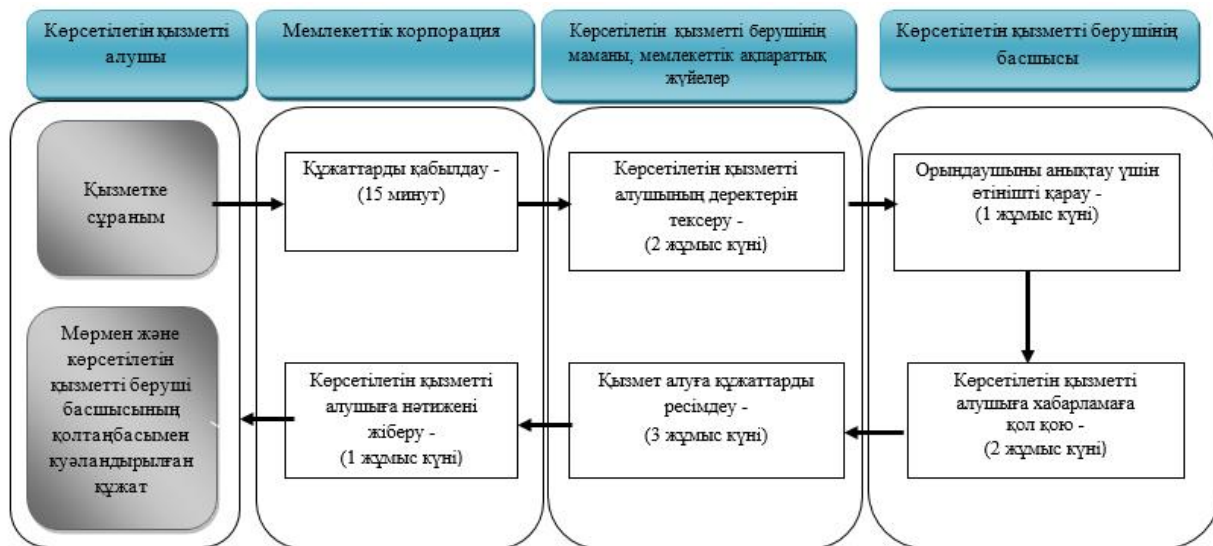 Көрсетілетін қызметті
алушы
Мемлекеттік корпорация
Көрсетілетін қызметті берушінің
маманы, мемлекеттік ақпараттық
жүйелер
Көрсетілетін қызметті берушінің
басшысы
Қызметке
сұраным
Құжаттарды қабылдау -
(15 минут)
Көрсетілетін қызметті
алушының деректерін
тексеру -
(2 жұмыс күні)
Орындаушыны анықтау үшін
өтінішті қарау -
(1 жұмыс күні)
Мөрмен және
көрсетілетін
қызметті беруші
басшысының
қолтаңбасымен
куәландырылған
құжат
Көрсетілетін қызметті
алушыға нәтижені
жіберу -
(1 жұмыс күні)
Қызмет алуға құжаттарды
ресімдеу -
(3 жұмыс күні)
Көрсетілетін қызметті
алушыға хабарламаға
қол қою -
(2 жұмыс күні)